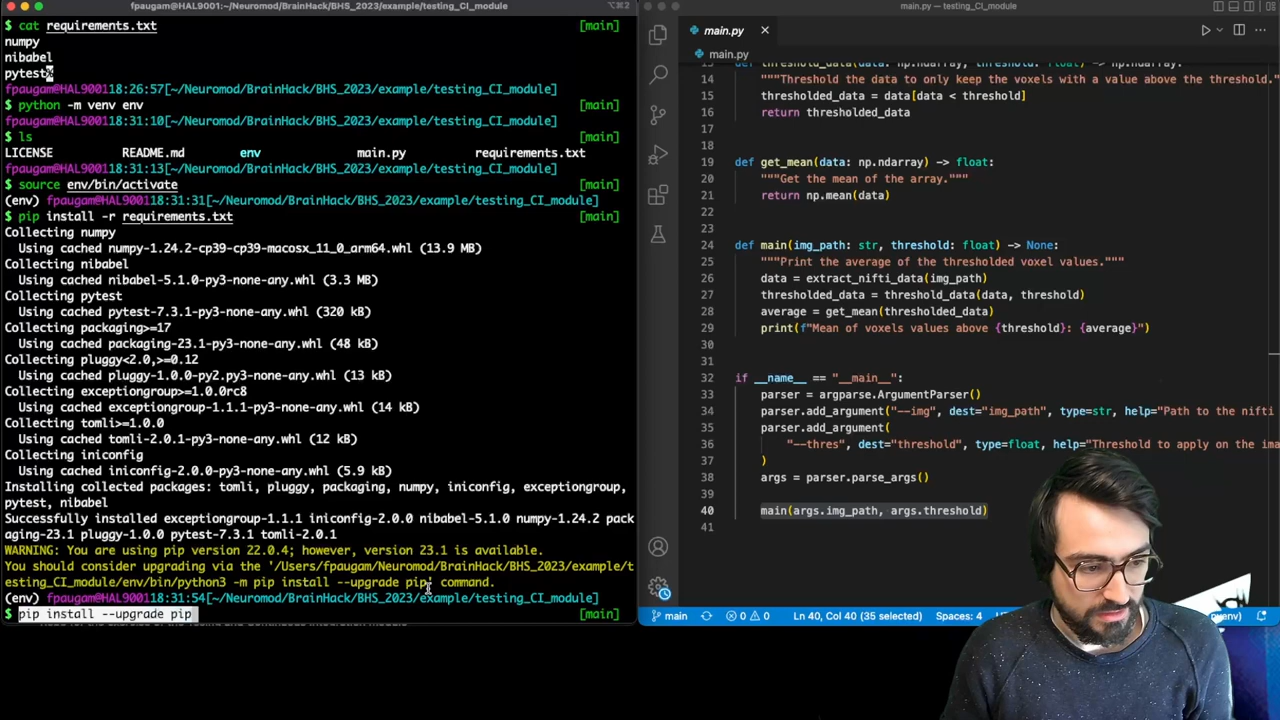 fpaugam@HAL9001:~/Neuromod/BrainHack/BHS_2023/example/testing_CI_module
⌥⌘2
$ cat requirements.txt [main]
numpy
nibabel
pytest%
fpaugam@HAL900118:26:57[~/Neuromod/BrainHack/BHS_2023/example/testing_CI_module]
$ python -m venv env [main]
fpaugam@HAL900118:31:10[~/Neuromod/BrainHack/BHS_2023/example/testing_CI_module]
$ ls [main]
LICENSE README.md env main.py requirements.txt
fpaugam@HAL900118:31:13[~/Neuromod/BrainHack/BHS_2023/example/testing_CI_module]
$ source env/bin/activate [main]
(env) fpaugam@HAL900118:31:31[~/Neuromod/BrainHack/BHS_2023/example/testing_CI_module]
$ pip install -r requirements.txt [main]
Collecting numpy
Using cached numpy-1.24.2-cp39-cp39-macosx_11_0_arm64.whl (13.9 MB)
Collecting nibabel
Using cached nibabel-5.1.0-py3-none-any.whl (3.3 MB)
Collecting pytest
Using cached pytest-7.3.1-py3-none-any.whl (320 kB)
Collecting packaging>=17
Using cached packaging-23.1-py3-none-any.whl (48 kB)
Collecting pluggy<2.0,>=0.12
Using cached pluggy-1.0.0-py2.py3-none-any.whl (13 kB)
Collecting exceptiongroup>=1.0.0rc8
Using cached exceptiongroup-1.1.1-py3-none-any.whl (14 kB)
Collecting tomli>=1.0.0
Using cached tomli-2.0.1-py3-none-any.whl (12 kB)
Collecting iniconfig
Using cached iniconfig-2.0.0-py3-none-any.whl (5.9 kB)
Installing collected packages: tomli, pluggy, packaging, numpy, iniconfig, exceptiongroup,
pytest, nibabel
Successfully installed exceptiongroup-1.1.1 iniconfig-2.0.0 nibabel-5.1.0 numpy-1.24.2 pack
aging-23.1 pluggy-1.0.0 pytest-7.3.1 tomli-2.0.1
WARNING: You are using pip version 22.0.4; however, version 23.1 is available.
You should consider upgrading via the '/Users/fpaugam/Neuromod/BrainHack/BHS_2023/example/t
esting_CI_module/env/bin/python3 -m pip install --upgrade pip' command.
(env) fpaugam@HAL900118:31:54[~/Neuromod/BrainHack/BHS_2023/example/testing_CI_module]
$ pip install --upgrade pip [main]
main.py — testing_CI_module
main.py
main.py
13 def threshold_data(data: np.ndarray, threshold: float) -> np.ndarray:
14 """Threshold the data to only keep the voxels with a value above the threshold."
15 thresholded_data = data[data < threshold]
16 return thresholded_data
17
18
19 def get_mean(data: np.ndarray) -> float:
20 """Get the mean of the array."""
21 return np.mean(data)
22
23
24 def main(img_path: str, threshold: float) -> None:
25 """Print the average of the thresholded voxel values."""
26 data = extract_nifti_data(img_path)
27 thresholded_data = threshold_data(data, threshold)
28 average = get_mean(thresholded_data)
29 print(f"Mean of voxels values above {threshold}: {average}")
30
31
32 if __name__ == "__main__":
33 parser = argparse.ArgumentParser()
34 parser.add_argument("--img", dest="img_path", type=str, help="Path to the nifti
35 parser.add_argument(
36 "--thres", dest="threshold", type=float, help="Threshold to apply on the ima
37 )
38 args = parser.parse_args()
39
40 main(args.img_path, args.threshold)
41
main 0 0 Ln 40, Col 40 (35 selected) Spaces: 4